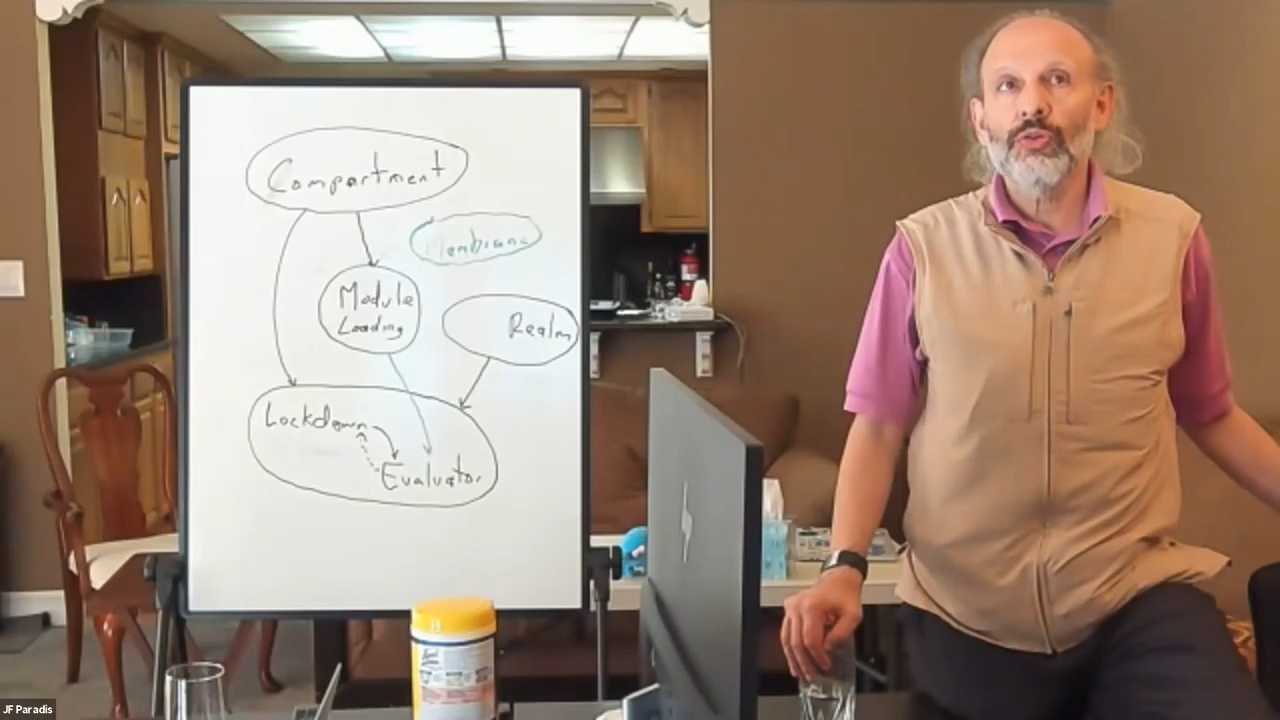 Compartment
Membrane
Module
Loading
Realm
Lockdown
Evaluator
JF Paradis